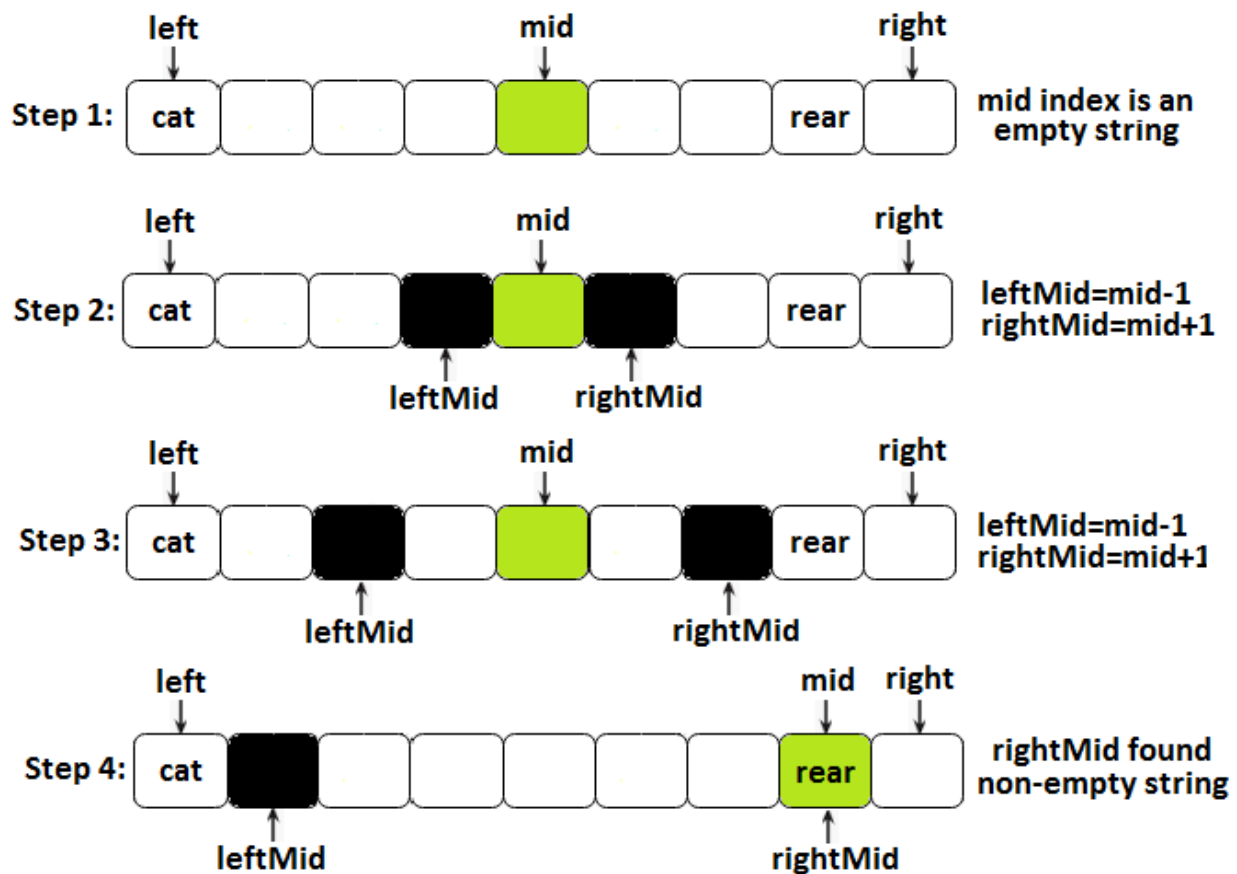 left mid right
Step 1: cat rear mid index is an
empty string
left mid right
Step 2: cat rear leftMid=mid-1
rightMid=mid+1
leftMid rightMid
left mid right
Step 3: cat rear leftMid=mid-1
rightMid=mid+1
leftMid rightMid
left mid right
Step 4: cat rear rightMid found
non-empty string
leftMid rightMid